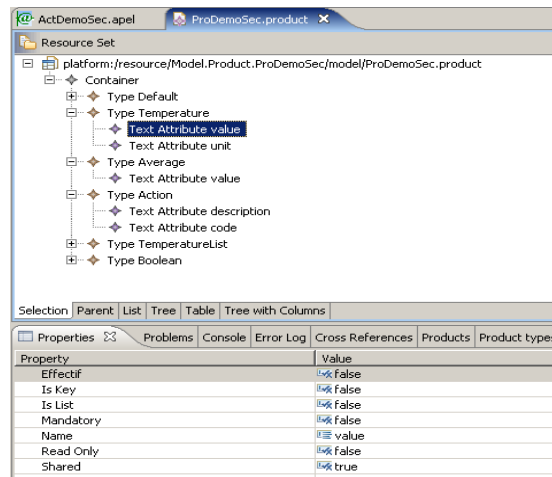 ActDemoSec.apel ProDemoSec.product
Resource Set
platform:/resource/Model.Product.ProDemoSec/model/ProDemoSec.product
Container
Type Default
Type Temperature
Text Attribute value
Text Attribute unit
Type Average
Text Attribute value
Type Action
Text Attribute description
Text Attribute code
Type TemperatureList
Type Boolean
Selection Parent List Tree Table Tree with Columns
Properties Problems Console Error Log Cross References Products Product types
Property Value
Effectif false
Is Key false
Is List false
Mandatory false
Name value
Read Only false
Shared true